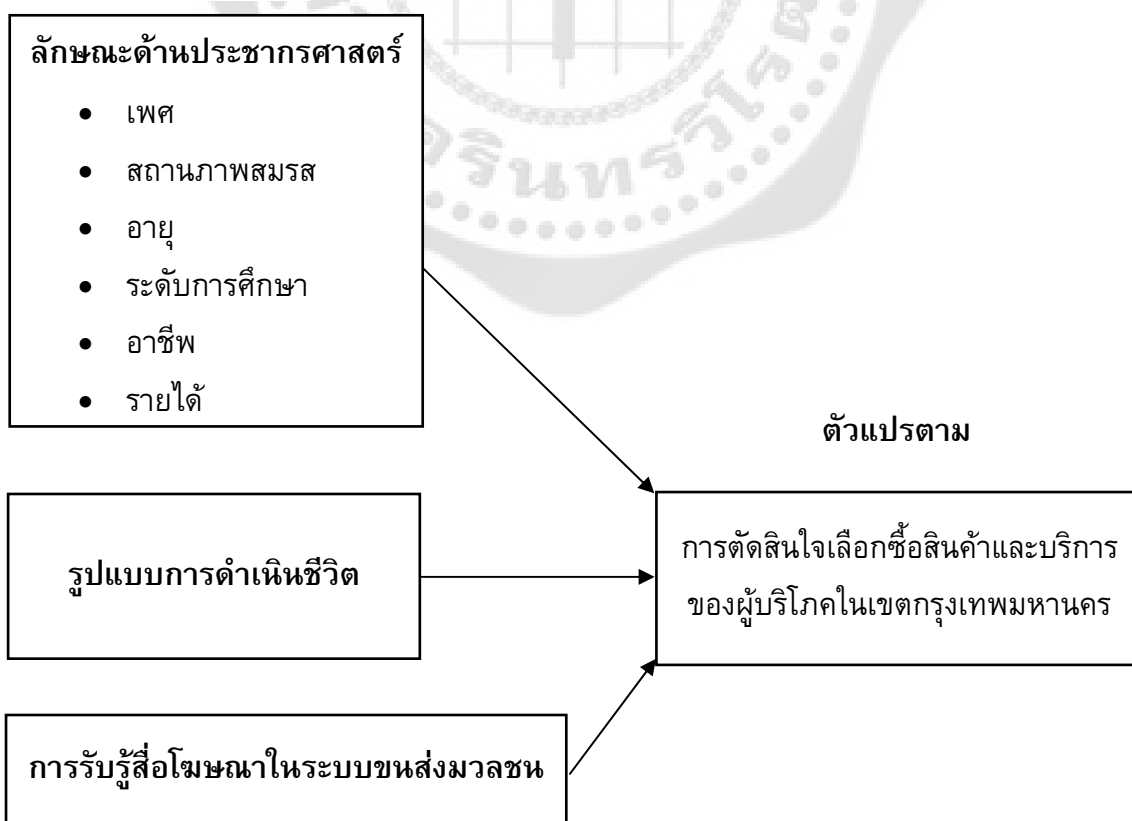 ลักษณะด้านประชากรศาสตร์
• เพศ
• สถานภาพสมรส
• อายุ
• ระดับการศึกษา
• อาชีพ
• รายได้
ตัวแปรตาม
รูปแบบการดำเนินชีวิต
การตัดสินใจเลือกซื้อสินค้าและบริการ
ของผู้บริโภคในเขตกรุงเทพมหานคร
การรับรู้สื่อโฆษณาในระบบขนส่งมวลชน